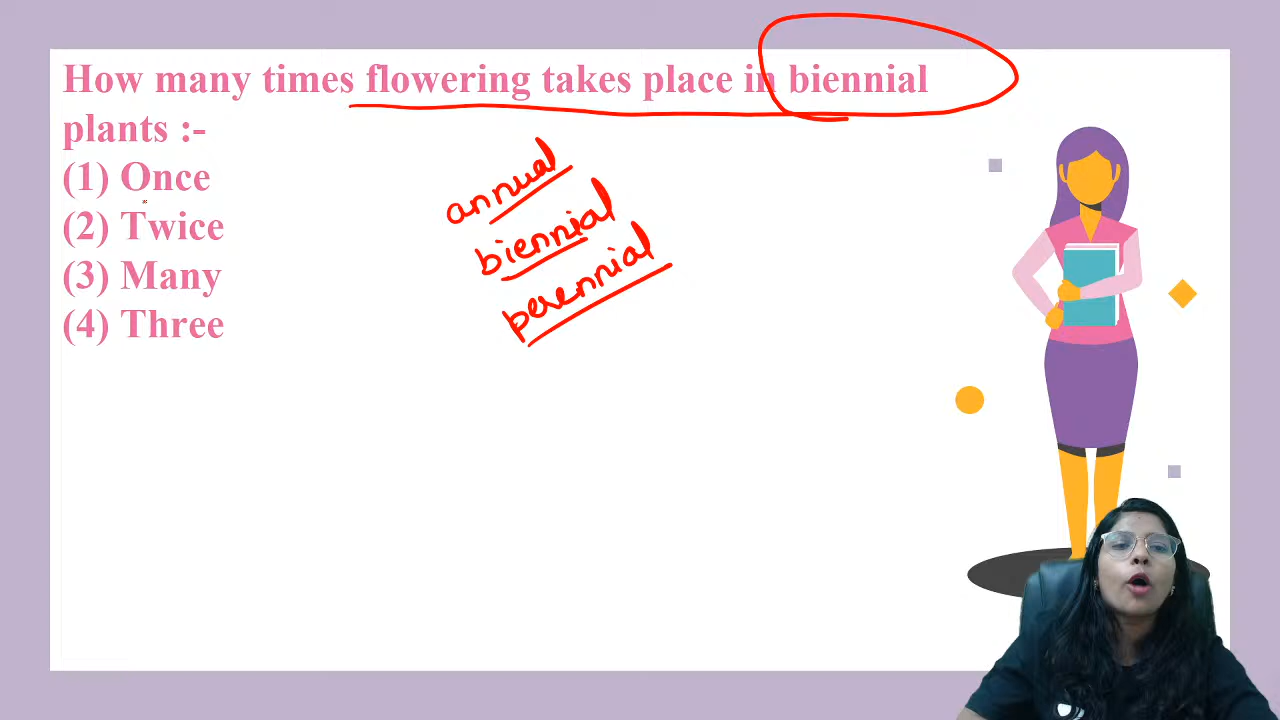 How many times flowering takes place in biennial
plants :-
(1) Once
(2) Twice
(3) Many
(4) Three
annual
biennial
perennial